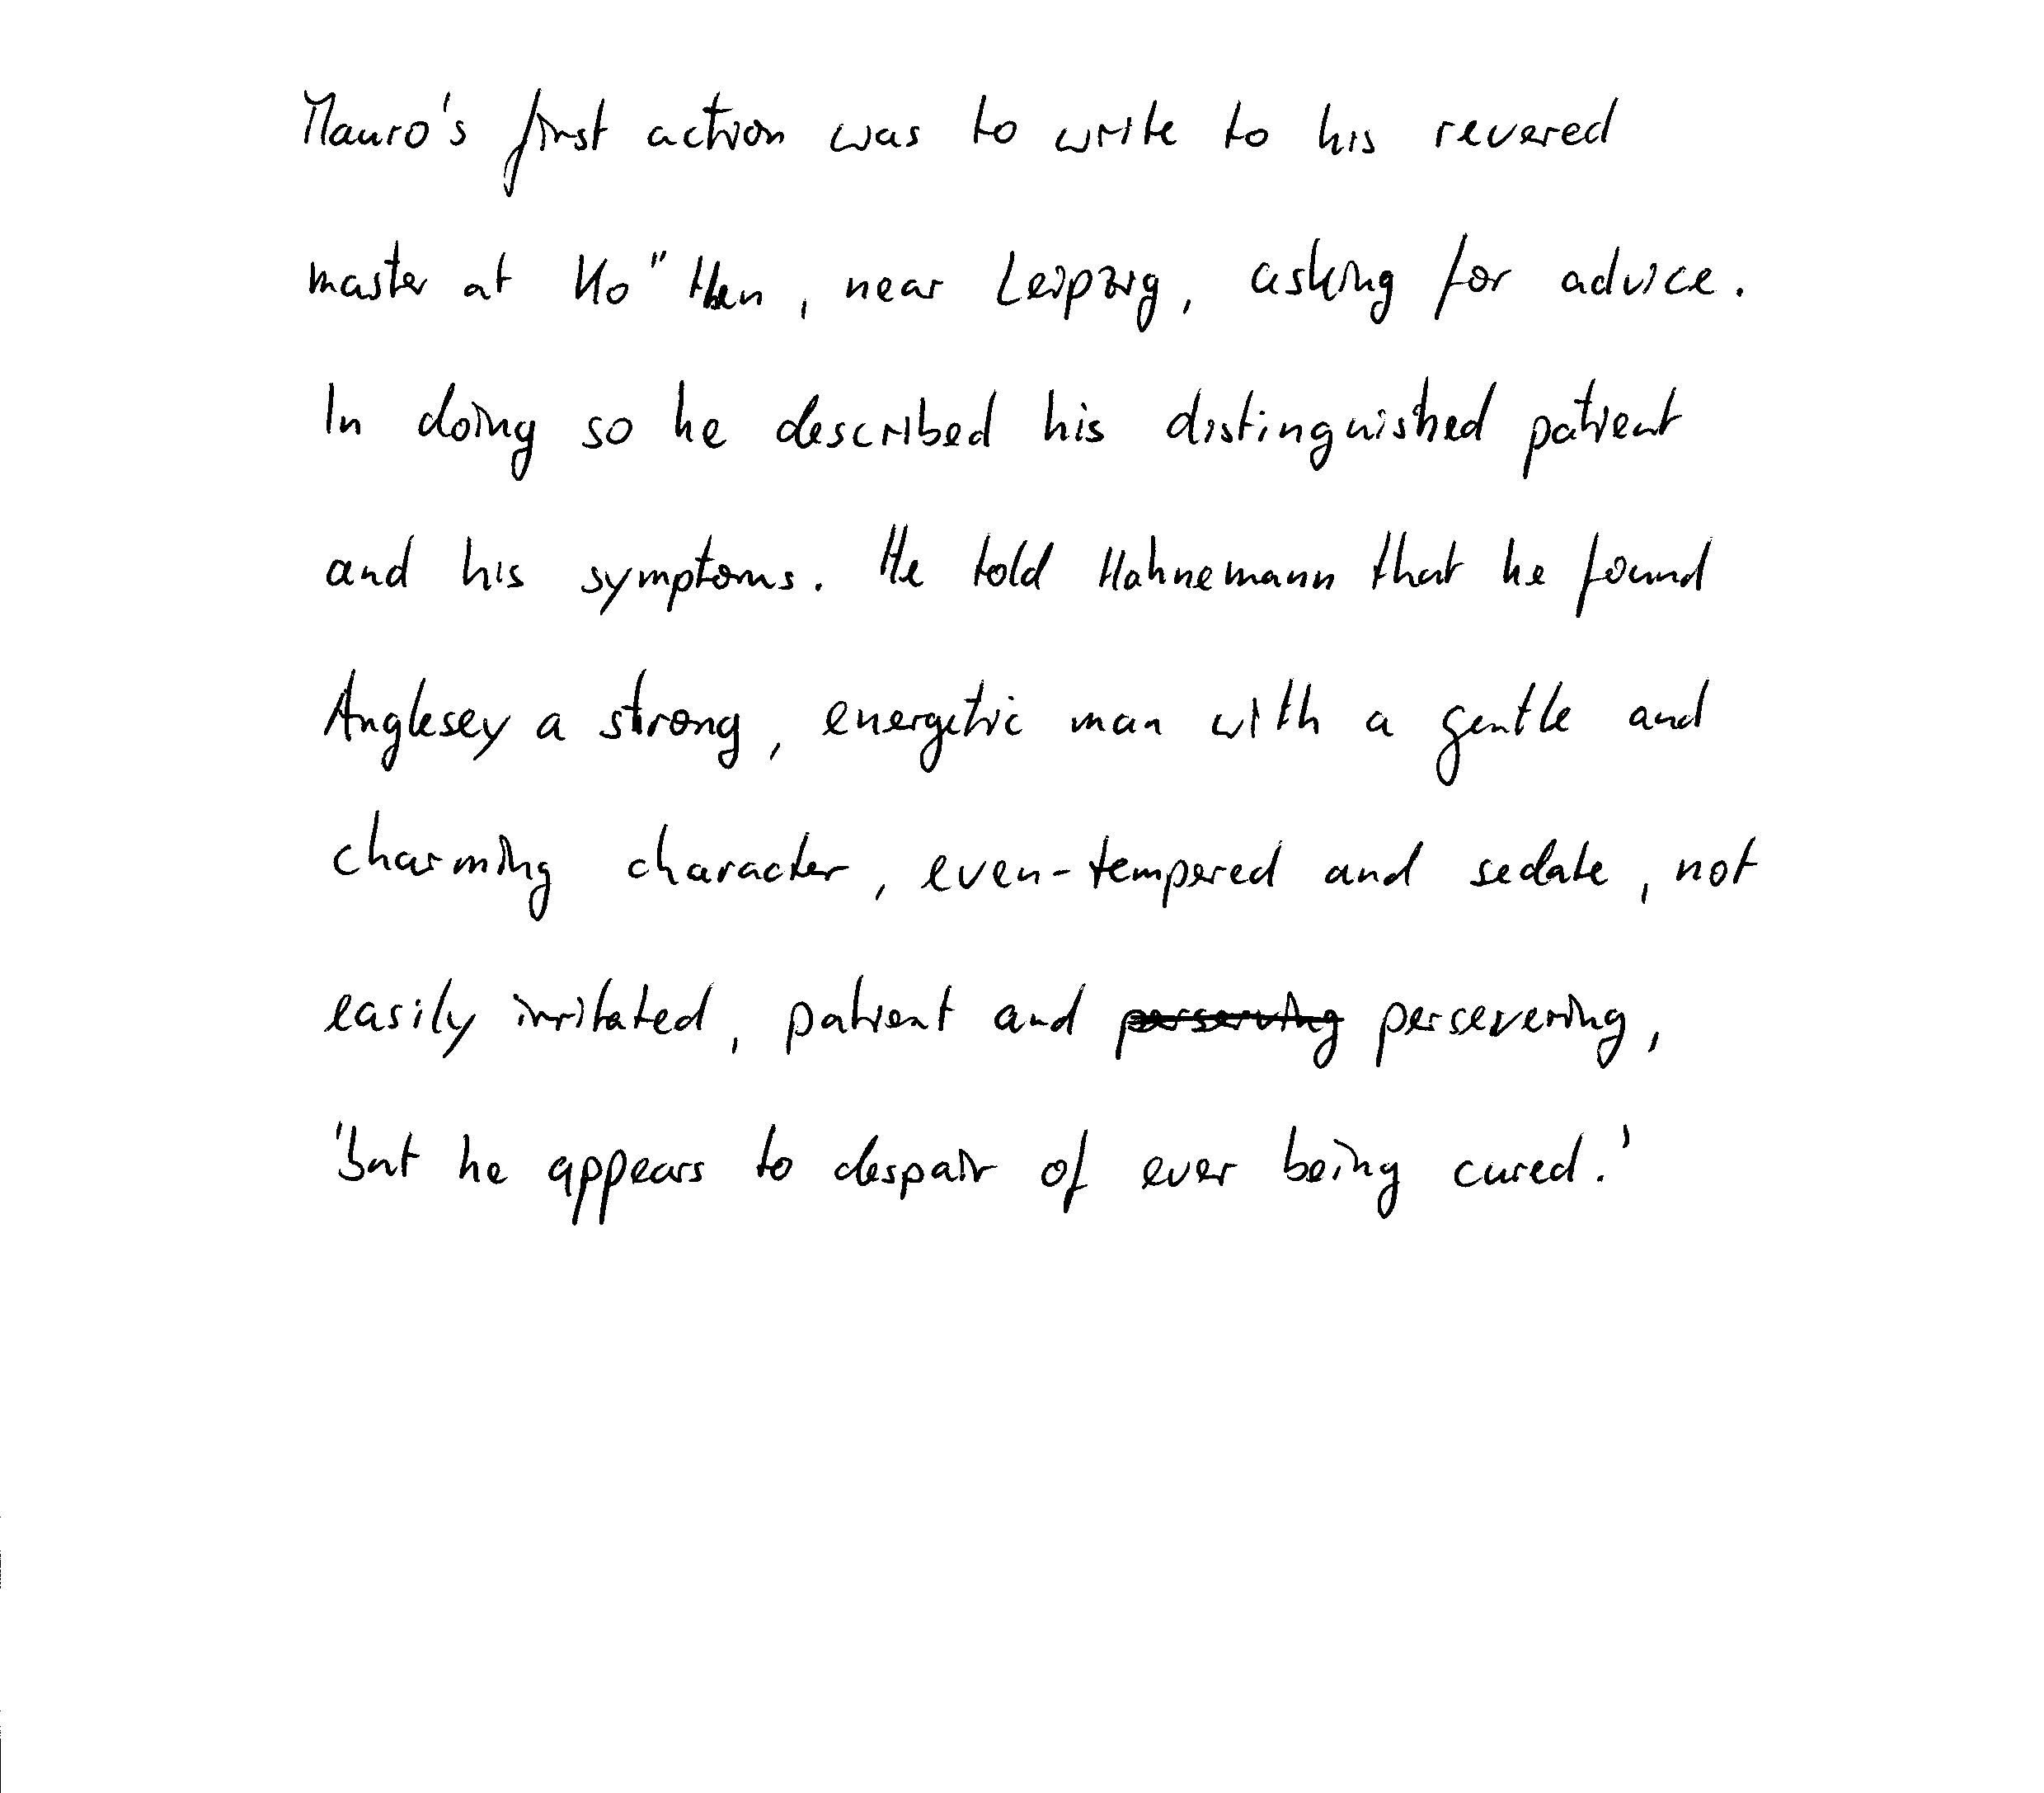 Mauro's first action was to write to his revered
master at Ko"then, near Leipzig, asking for advice.
In doing so he described his distinguished patient
and his symptoms. He told Hahnemann that he found
Anglesey a strong, energetic man with a gentle and
charming character, even-tempered and sedate, not
easily irritated, patient and perserving persevering,
'but he appears to despair of ever being cured.'